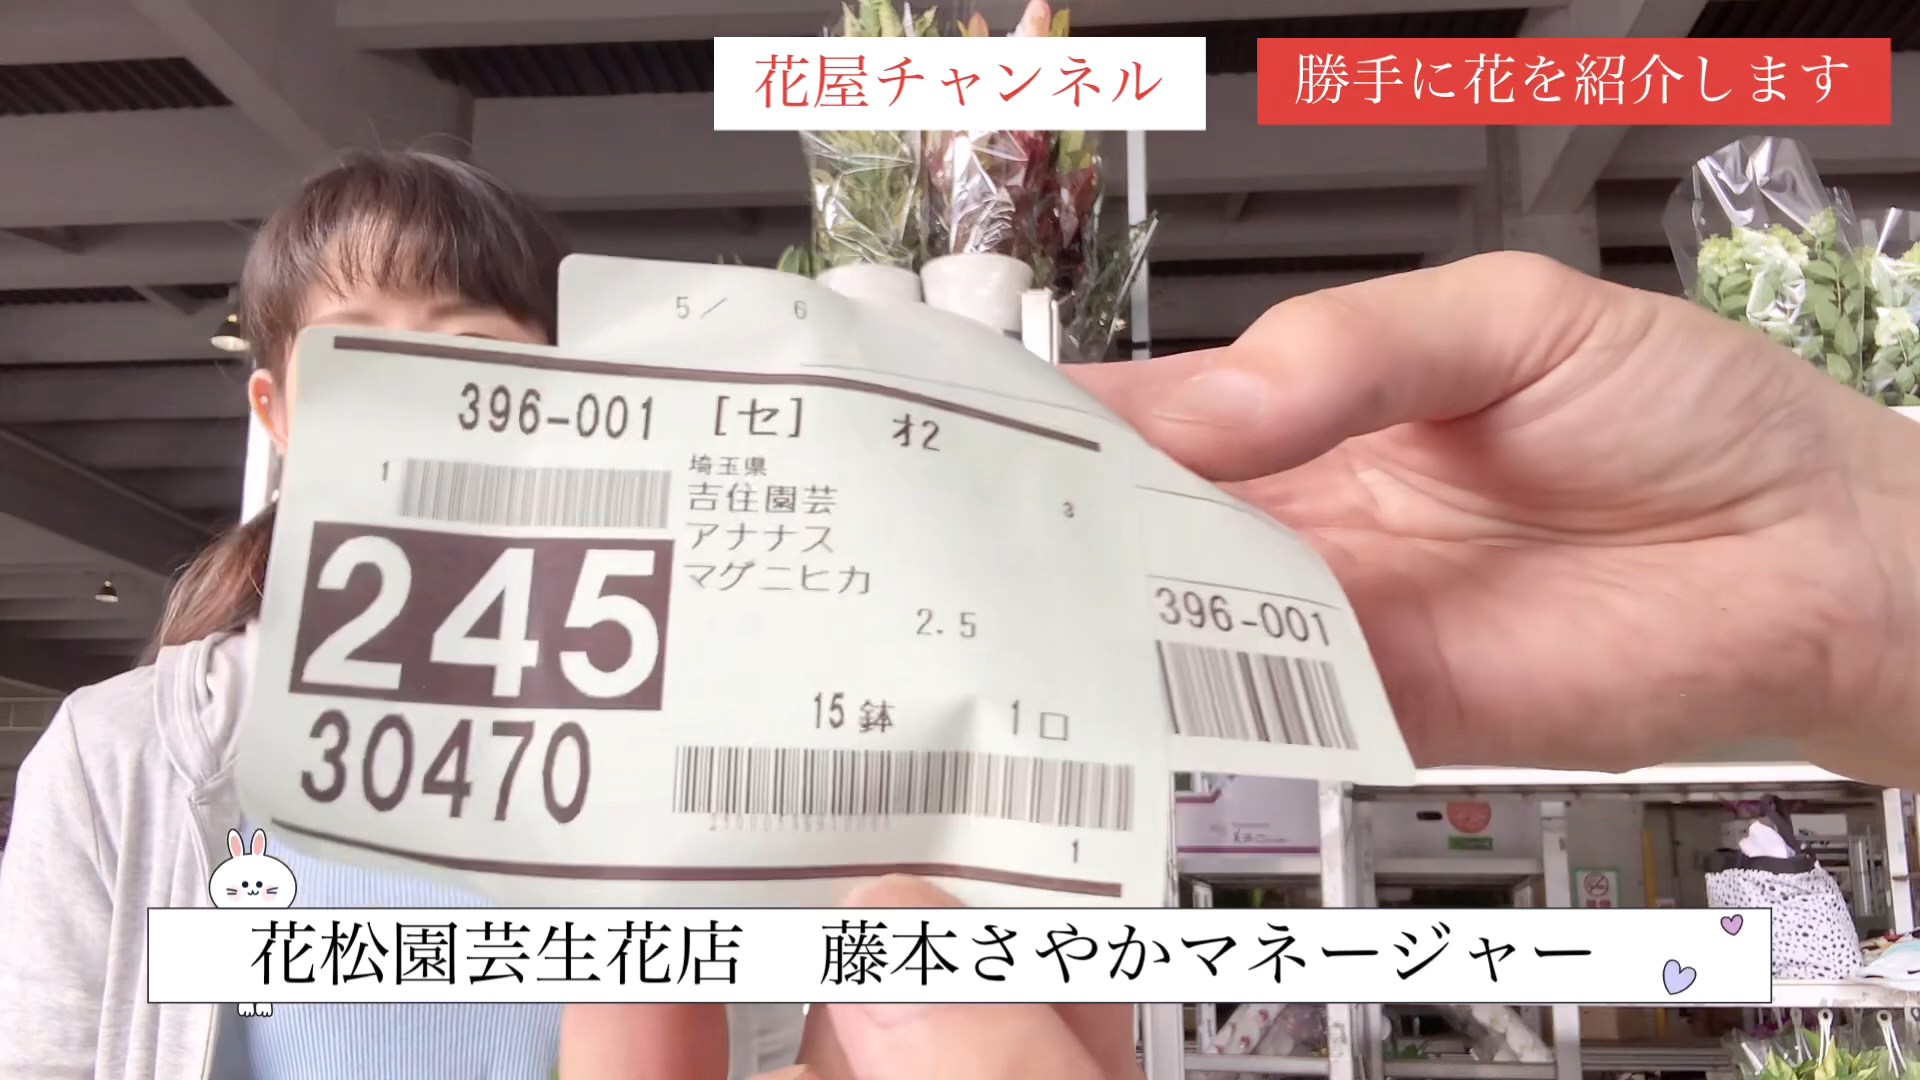 花屋チャンネル
勝手に花を紹介します
5/ 6
396-001 [セ] オ2
1
埼玉県
吉住園芸
3
アナナス
マグニヒカ
245
2.5
396-001
15鉢 1口
30470
1
花松園芸生花店 藤本さやかマネージャー